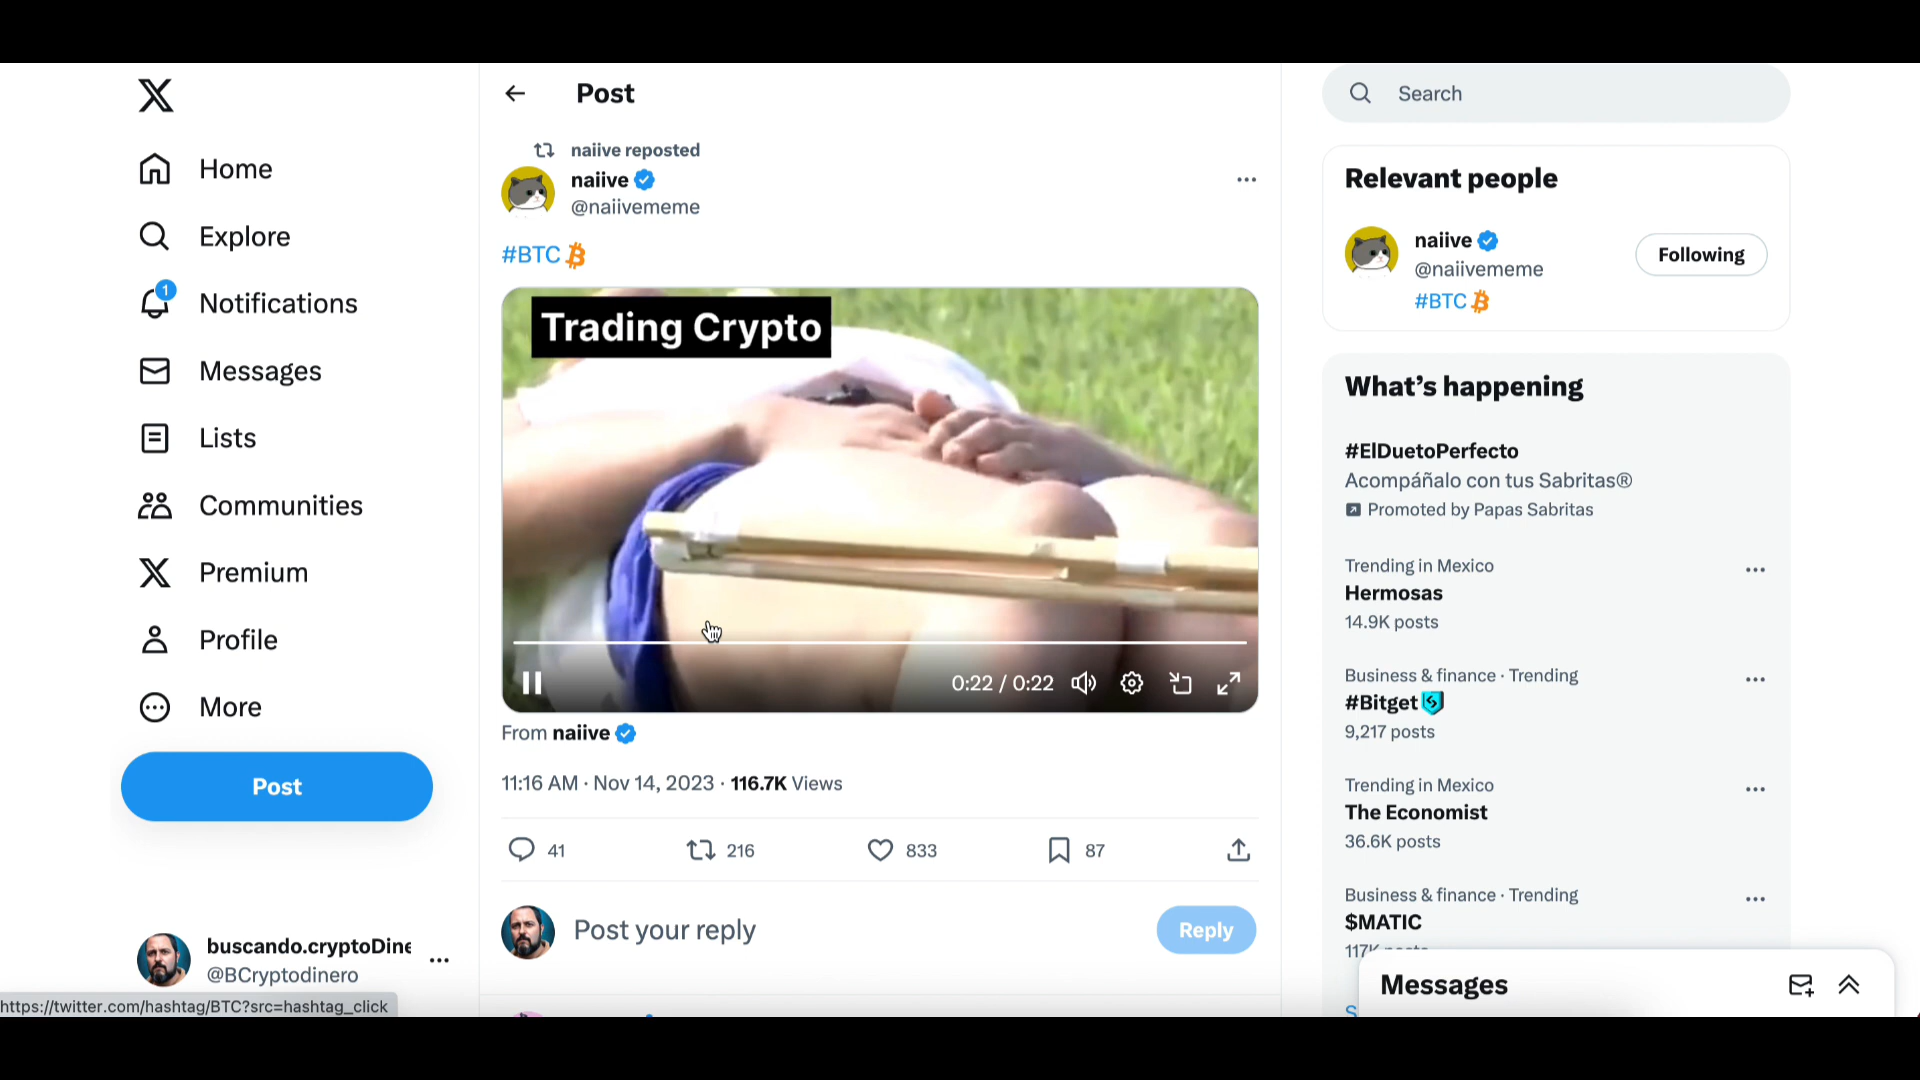 Home
Explore
1
Notifications
Messages
Lists
Communities
Premium
Profile
More
Post
buscando.cryptoDine
@BCryptodinero
https://twitter.com/hashtag/BTC?src=hashtag_click
Post
naiive reposted
naiive
@naiivememe
#BTC
Trading Crypto
0:22 / 0:22
From naiive
11:16 AM · Nov 14, 2023 · 116.7K Views
41 216 833 87
Post your reply
Reply
Search
Relevant people
naiive
@naiivememe
Following
#BTC
What's happening
#ElDuetoPerfecto
Acompáñalo con tus Sabritas®
Promoted by Papas Sabritas
Trending in Mexico
Hermosas
14.9K posts
Business & finance · Trending
#Bitget
9,217 posts
Trending in Mexico
The Economist
36.6K posts
Business & finance · Trending
$MATIC
117K posts
Messages